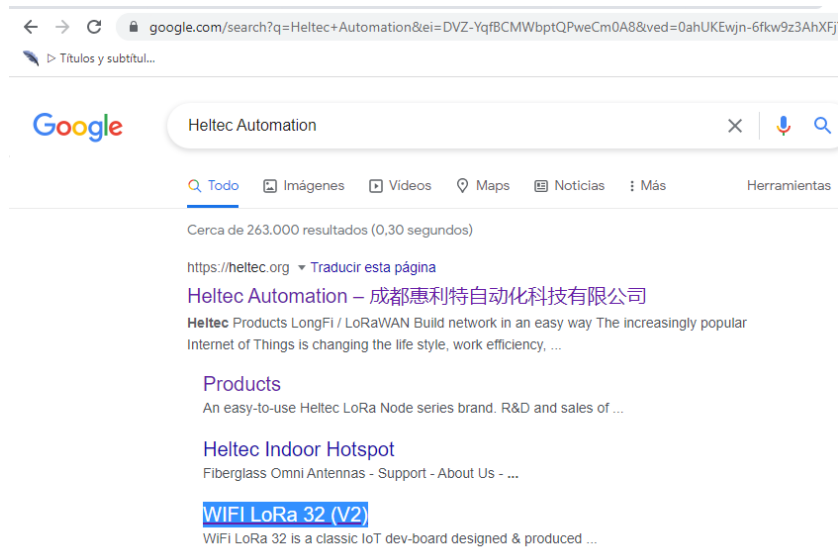 google.com/search?q=Heltec+Automation&ei=DVZ-YqfBCMWbptQPweCm0A8&ved=0ahUKEwjn-6fkw9z3AhXFj
Títulos y subtítul...
Google
Heltec Automation
Todo Imágenes Vídeos Maps Noticias Más Herramientas
Cerca de 263.000 resultados (0,30 segundos)
https://heltec.org Traducir esta página
Heltec Automation – 成都惠利特自动化科技有限公司
Heltec Products LongFi / LoRaWAN Build network in an easy way The increasingly popular
Internet of Things is changing the life style, work efficiency, ...
Products
An easy-to-use Heltec LoRa Node series brand. R&D and sales of ...
Heltec Indoor Hotspot
Fiberglass Omni Antennas - Support - About Us - ...
WIFI LoRa 32 (V2)
WiFi LoRa 32 is a classic IoT dev-board designed & produced ...